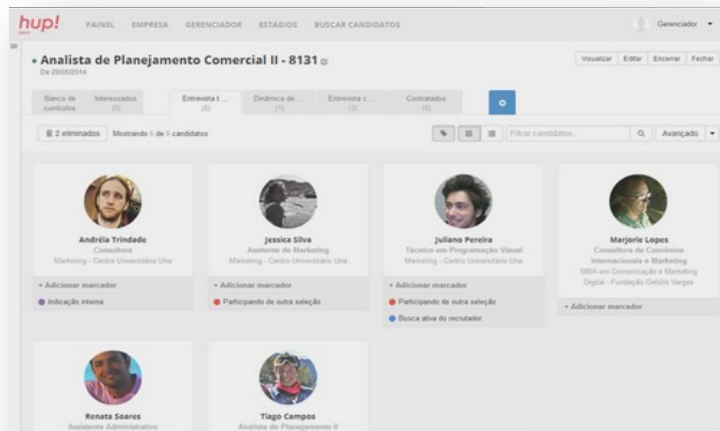 hup!
PAINEL EMPRESA GERENCIADOR ESTÁGIOS BUSCAR CANDIDATOS Gerenciador
Analista de Planejamento Comercial II - 8131
De 29/05/2014
Visualizar Editar Encerrar Fechar
Banco de currículos
Interessados (0)
Entrevista t ... (6)
Dinâmica de ... (1)
Entrevista c ... (3)
Contratados (0)
2 eliminados Mostrando 6 de 6 candidatos
Filtrar candidatos... Avançado
Andréia Trindade
Consultora
Marketing - Centro Universitário Una
+ Adicionar marcador
Indicação interna
Jessica Silva
Assitente de Marketing
Marketing - Centro Universitário Una
+ Adicionar marcador
Participando de outra seleção
Juliano Pereira
Técnico em Programação Visual
Marketing - Centro Universitário Una
+ Adicionar marcador
Participando de outra seleção
Busca ativa do recrutador
Marjorie Lopes
Consultora de Convênios
Internacionais e Marketing
MBA em Comunicação e Marketing
Digital - Fundação Getúlio Vargas
+ Adicionar marcador
Renata Soares
Assistente Administrativo
Tiago Campos
Analista de Planejamento II